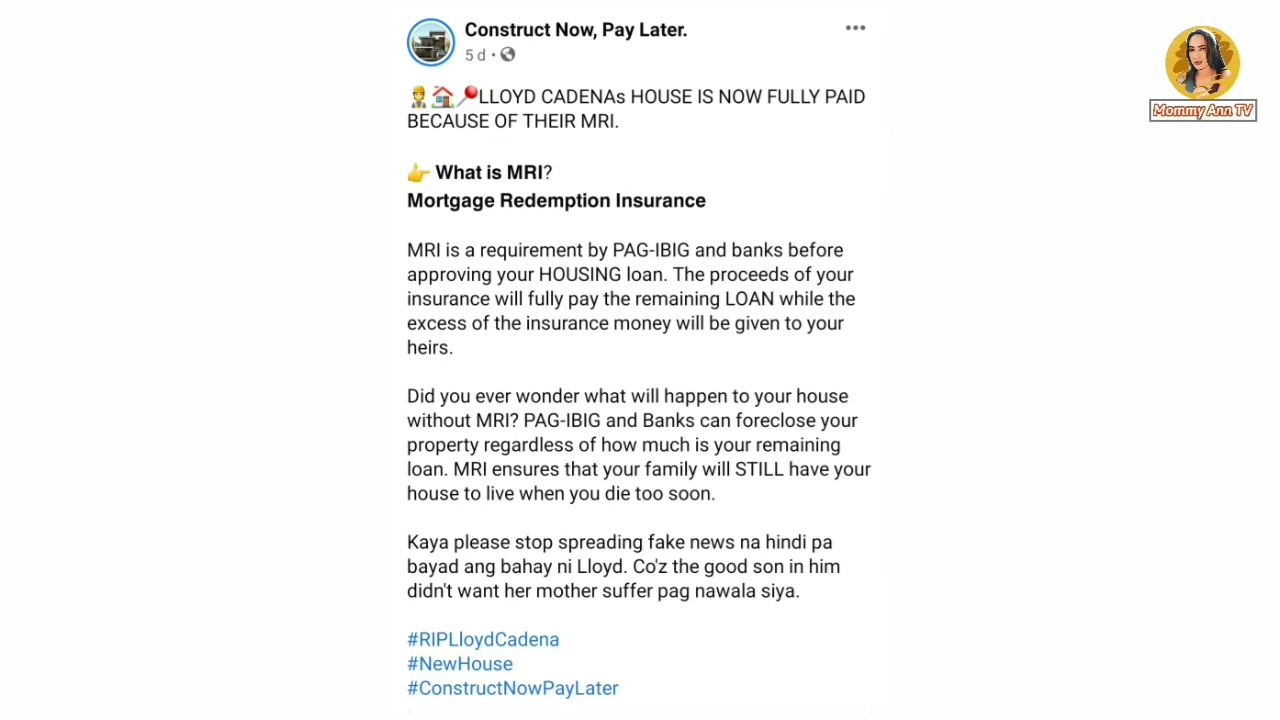 Construct Now, Pay Later.
5 d
👷🏠📍LLOYD CADENAs HOUSE IS NOW FULLY PAID
BECAUSE OF THEIR MRI.
👉 What is MRI?
Mortgage Redemption Insurance
MRI is a requirement by PAG-IBIG and banks before
approving your HOUSING loan. The proceeds of your
insurance will fully pay the remaining LOAN while the
excess of the insurance money will be given to your
heirs.
Did you ever wonder what will happen to your house
without MRI? PAG-IBIG and Banks can foreclose your
property regardless of how much is your remaining
loan. MRI ensures that your family will STILL have your
house to live when you die too soon.
Kaya please stop spreading fake news na hindi pa
bayad ang bahay ni Lloyd. Co'z the good son in him
didn't want her mother suffer pag nawala siya.
#RIPLloydCadena
#NewHouse
#ConstructNowPayLater
Mommy Ann TV